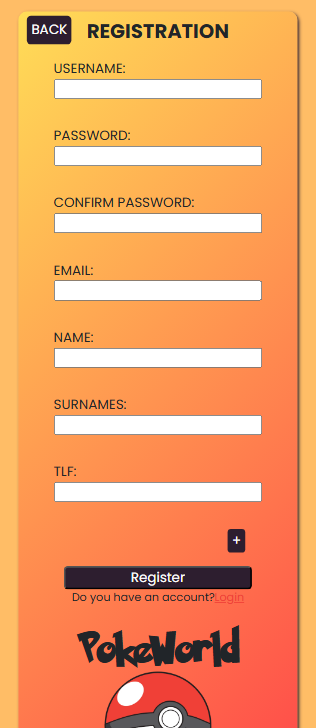 BACK REGISTRATION
USERNAME:
PASSWORD:
CONFIRM PASSWORD:
EMAIL:
NAME:
SURNAMES:
TLF:
+
Register
Do you have an account?Login
PokeWorld